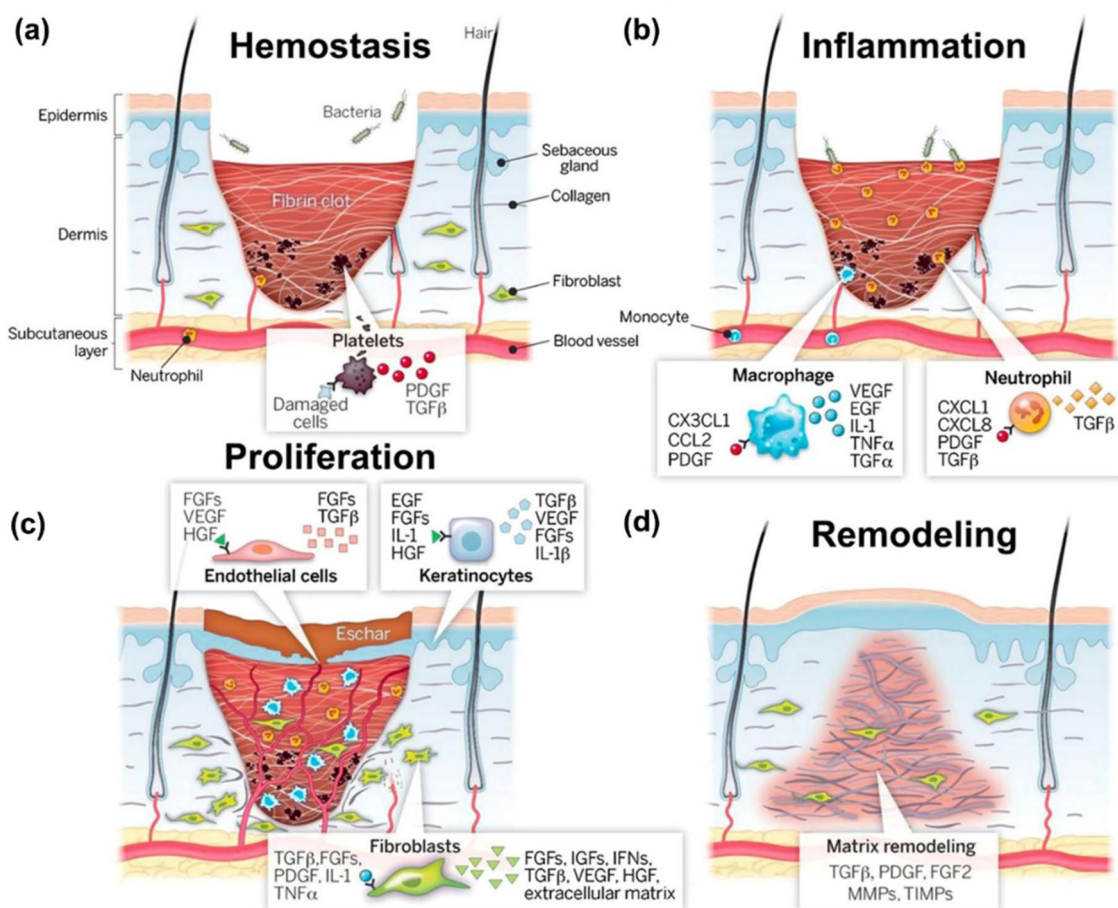 (a)
Hemostasis
Hair
Bacteria
Epidermis
Sebaceous
gland
Fibrin clot
Collagen
Dermis
Fibroblast
Subcutaneous
layer
Blood vessel
Neutrophil
Platelets
Damaged
cells
PDGF
TGFβ
(b)
Inflammation
Monocyte
Macrophage
CX3CL1
CCL2
PDGF
VEGF
EGF
IL-1
TNFα
TGFα
Neutrophil
CXCL1
CXCL8
PDGF
TGFβ
TGFβ
Proliferation
(c)
FGFs
VEGF
HGF
FGFs
TGFβ
Endothelial cells
EGF
FGFs
IL-1
HGF
TGFβ
VEGF
FGFs
IL-1β
Keratinocytes
Eschar
Fibroblasts
TGFβ,FGFs,
PDGF, IL-1
TNFα
FGFs, IGFs, IFNs,
TGFβ, VEGF, HGF,
extracellular matrix
(d)
Remodeling
Matrix remodeling
TGFβ, PDGF, FGF2
MMPs, TIMPs